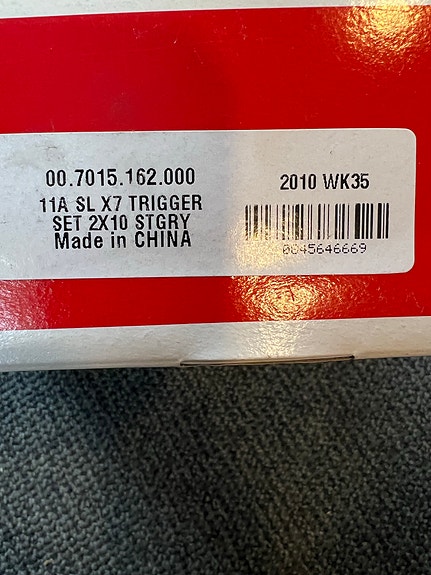 00.7015.162.000
11A SL X7 TRIGGER
SET 2X10 STGRY
Made in CHINA
2010 WK35
0045646669